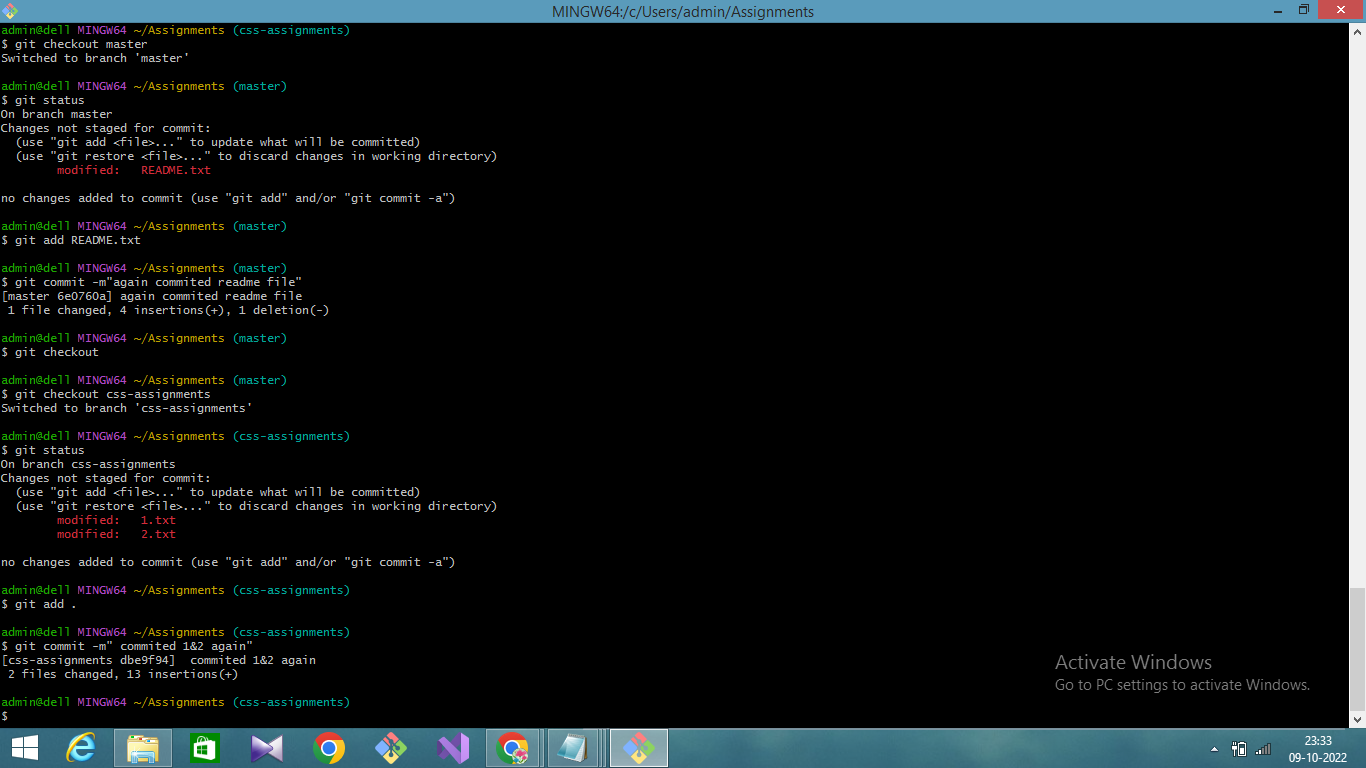 MINGW64:/c/Users/admin/Assignments
admin@dell MINGW64 ~/Assignments (css-assignments)
$ git checkout master
Switched to branch 'master'
admin@dell MINGW64 ~/Assignments (master)
$ git status
On branch master
Changes not staged for commit:
  (use "git add <file>..." to update what will be committed)
  (use "git restore <file>..." to discard changes in working directory)
        modified:   README.txt
no changes added to commit (use "git add" and/or "git commit -a")
admin@dell MINGW64 ~/Assignments (master)
$ git add README.txt
admin@dell MINGW64 ~/Assignments (master)
$ git commit -m"again commited readme file"
[master 6e0760a] again commited readme file
 1 file changed, 4 insertions(+), 1 deletion(-)
admin@dell MINGW64 ~/Assignments (master)
$ git checkout
admin@dell MINGW64 ~/Assignments (master)
$ git checkout css-assignments
Switched to branch 'css-assignments'
admin@dell MINGW64 ~/Assignments (css-assignments)
$ git status
On branch css-assignments
Changes not staged for commit:
  (use "git add <file>..." to update what will be committed)
  (use "git restore <file>..." to discard changes in working directory)
        modified:   1.txt
        modified:   2.txt
no changes added to commit (use "git add" and/or "git commit -a")
admin@dell MINGW64 ~/Assignments (css-assignments)
$ git add .
admin@dell MINGW64 ~/Assignments (css-assignments)
$ git commit -m" commited 1&2 again"
[css-assignments dbe9f94]  commited 1&2 again
 2 files changed, 13 insertions(+)
admin@dell MINGW64 ~/Assignments (css-assignments)
$
Activate Windows
Go to PC settings to activate Windows.
23:33
09-10-2022